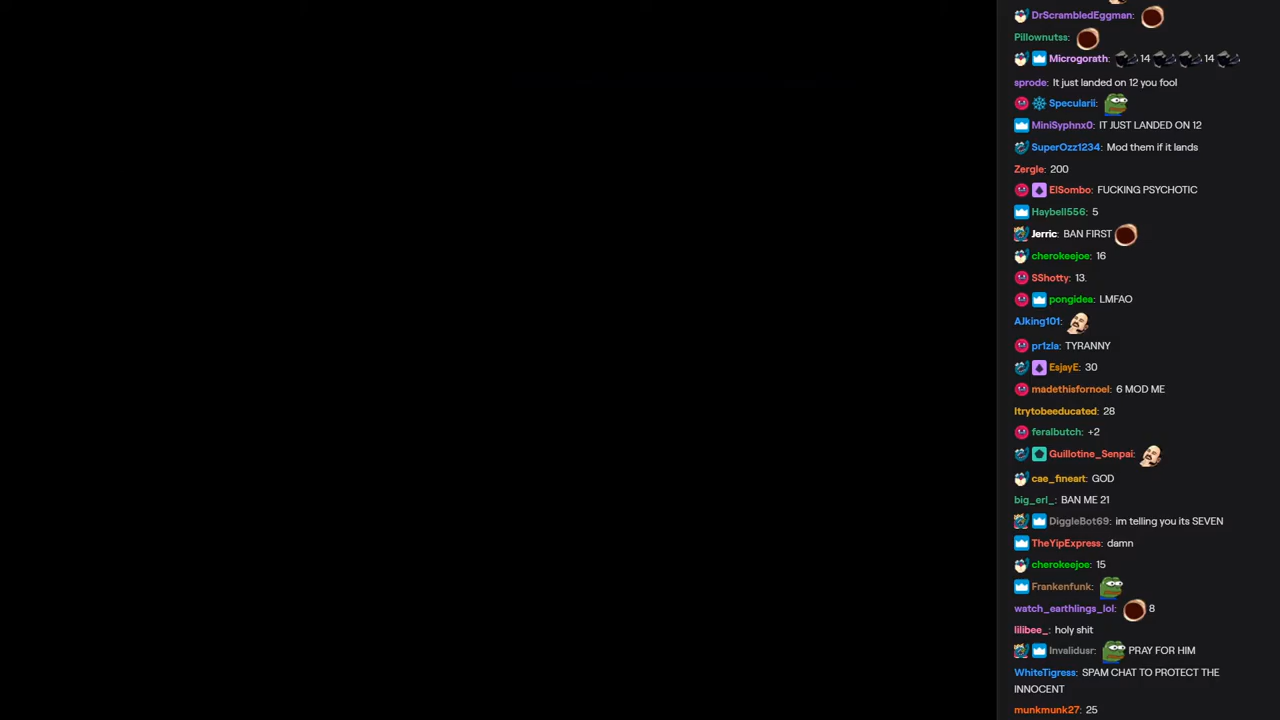 DrScrambledEggman:
Pillownutss:
Microgorath: 14 14
sprode: It just landed on 12 you fool
Specularii:
MiniSyphnx0: IT JUST LANDED ON 12
SuperOzz1234: Mod them if it lands
Zergle: 200
ElSombo: FUCKING PSYCHOTIC
Haybell556: 5
Jerric: BAN FIRST
cherokeejoe: 16
SShotty: 13.
pongidea: LMFAO
AJking101:
pr1zla: TYRANNY
EsjayE: 30
madethisfornoel: 6 MOD ME
Itrytobeeducated: 28
feralbutch: +2
Guillotine_Senpai:
cae_fineart: GOD
big_erl_: BAN ME 21
DiggleBot69: im telling you its SEVEN
TheYipExpress: damn
cherokeejoe: 15
Frankenfunk:
watch_earthlings_lol: 8
lilibee_: holy shit
Invalidusr: PRAY FOR HIM
WhiteTigress: SPAM CHAT TO PROTECT THE
INNOCENT
munkmunk27: 25